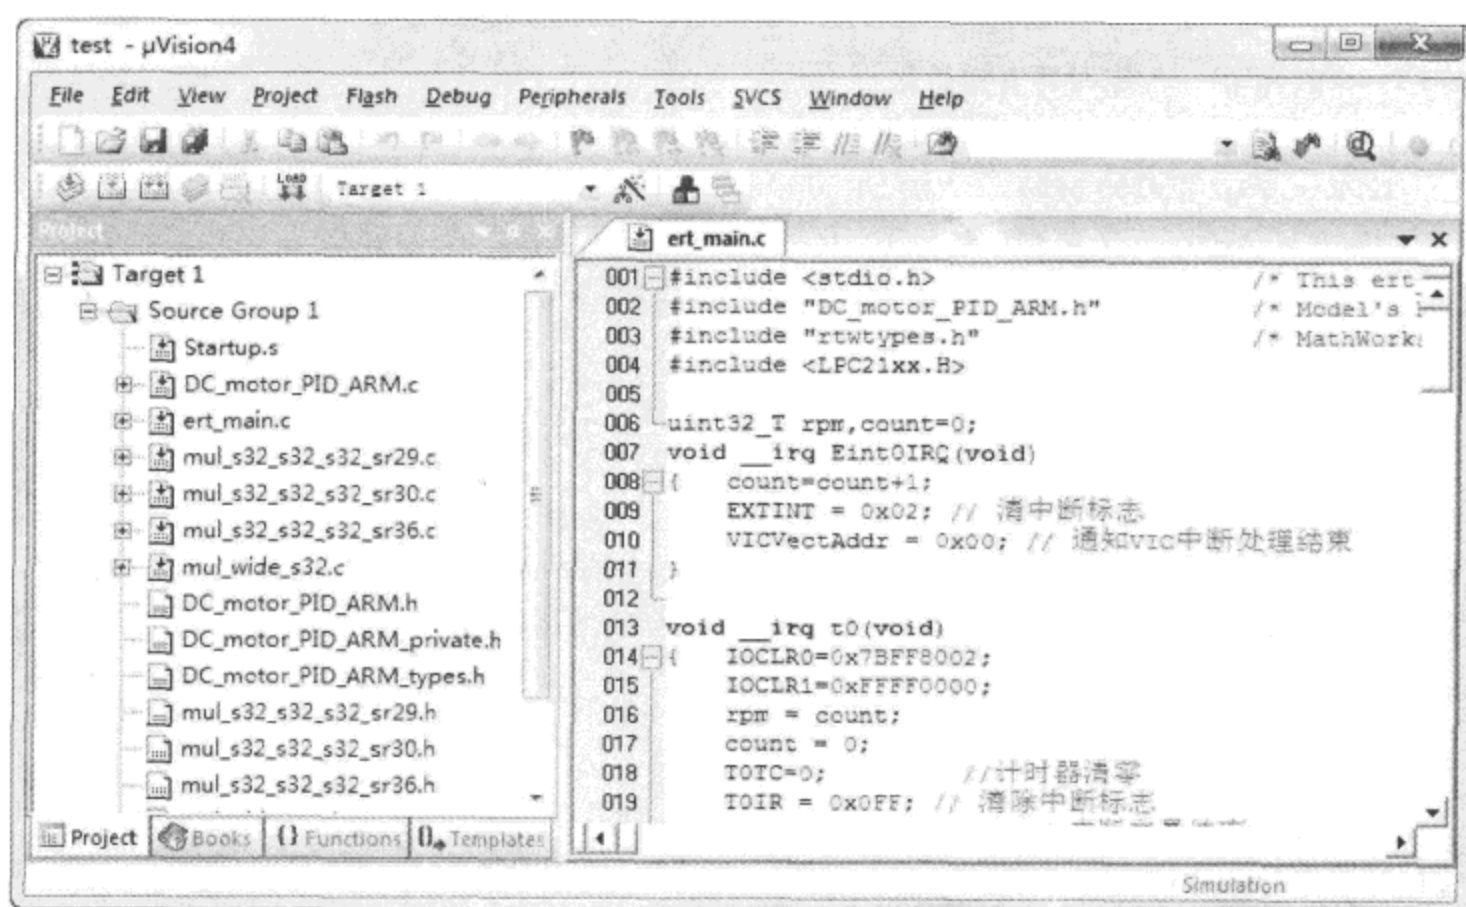 test - µVision4
File Edit View Project Flash Debug Peripherals Tools SVCS Window Help
LOAD Target 1
Project
ert_main.c
Target 1
Source Group 1
Startup.s
DC_motor_PID_ARM.c
ert_main.c
mul_s32_s32_s32_sr29.c
mul_s32_s32_s32_sr30.c
mul_s32_s32_s32_sr36.c
mul_wide_s32.c
DC_motor_PID_ARM.h
DC_motor_PID_ARM_private.h
DC_motor_PID_ARM_types.h
mul_s32_s32_s32_sr29.h
mul_s32_s32_s32_sr30.h
mul_s32_s32_s32_sr36.h
Project Books {} Functions Templates
001 #include <stdio.h> /* This ert_
002 #include "DC_motor_PID_ARM.h" /* Model's
003 #include "rtwtypes.h" /* MathWork
004 #include <LPC21xx.H>
005
006 uint32_T rpm,count=0;
007 void __irq Eint0IRQ(void)
008 { count=count+1;
009 EXTINT = 0x02; // 清中断标志
010 VICVectAddr = 0x00; // 通知VIC中断处理结束
011 }
012
013 void __irq t0(void)
014 { IOCLR0=0x7BFF8002;
015 IOCLR1=0xFFFF0000;
016 rpm = count;
017 count = 0;
018 T0TC=0; //计时器清零
019 T0IR = 0x0FF; // 清除中断标志
Simulation